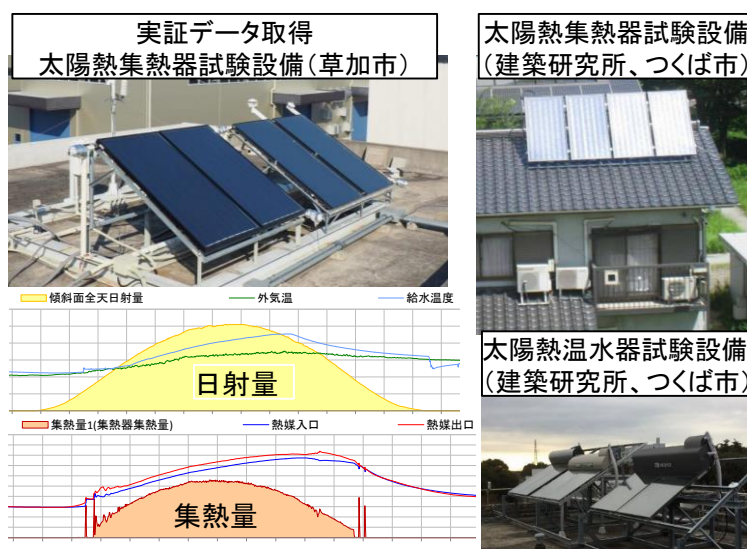 実証データ取得
太陽熱集熱器試験設備(草加市)
傾斜面全天日射量 外気温 給水温度
日射量
集熱量1(集熱器集熱量) 熱媒入口 熱媒出口
集熱量
太陽熱集熱器試験設備
(建築研究所、つくば市)
太陽熱温水器試験設備
(建築研究所、つくば市)